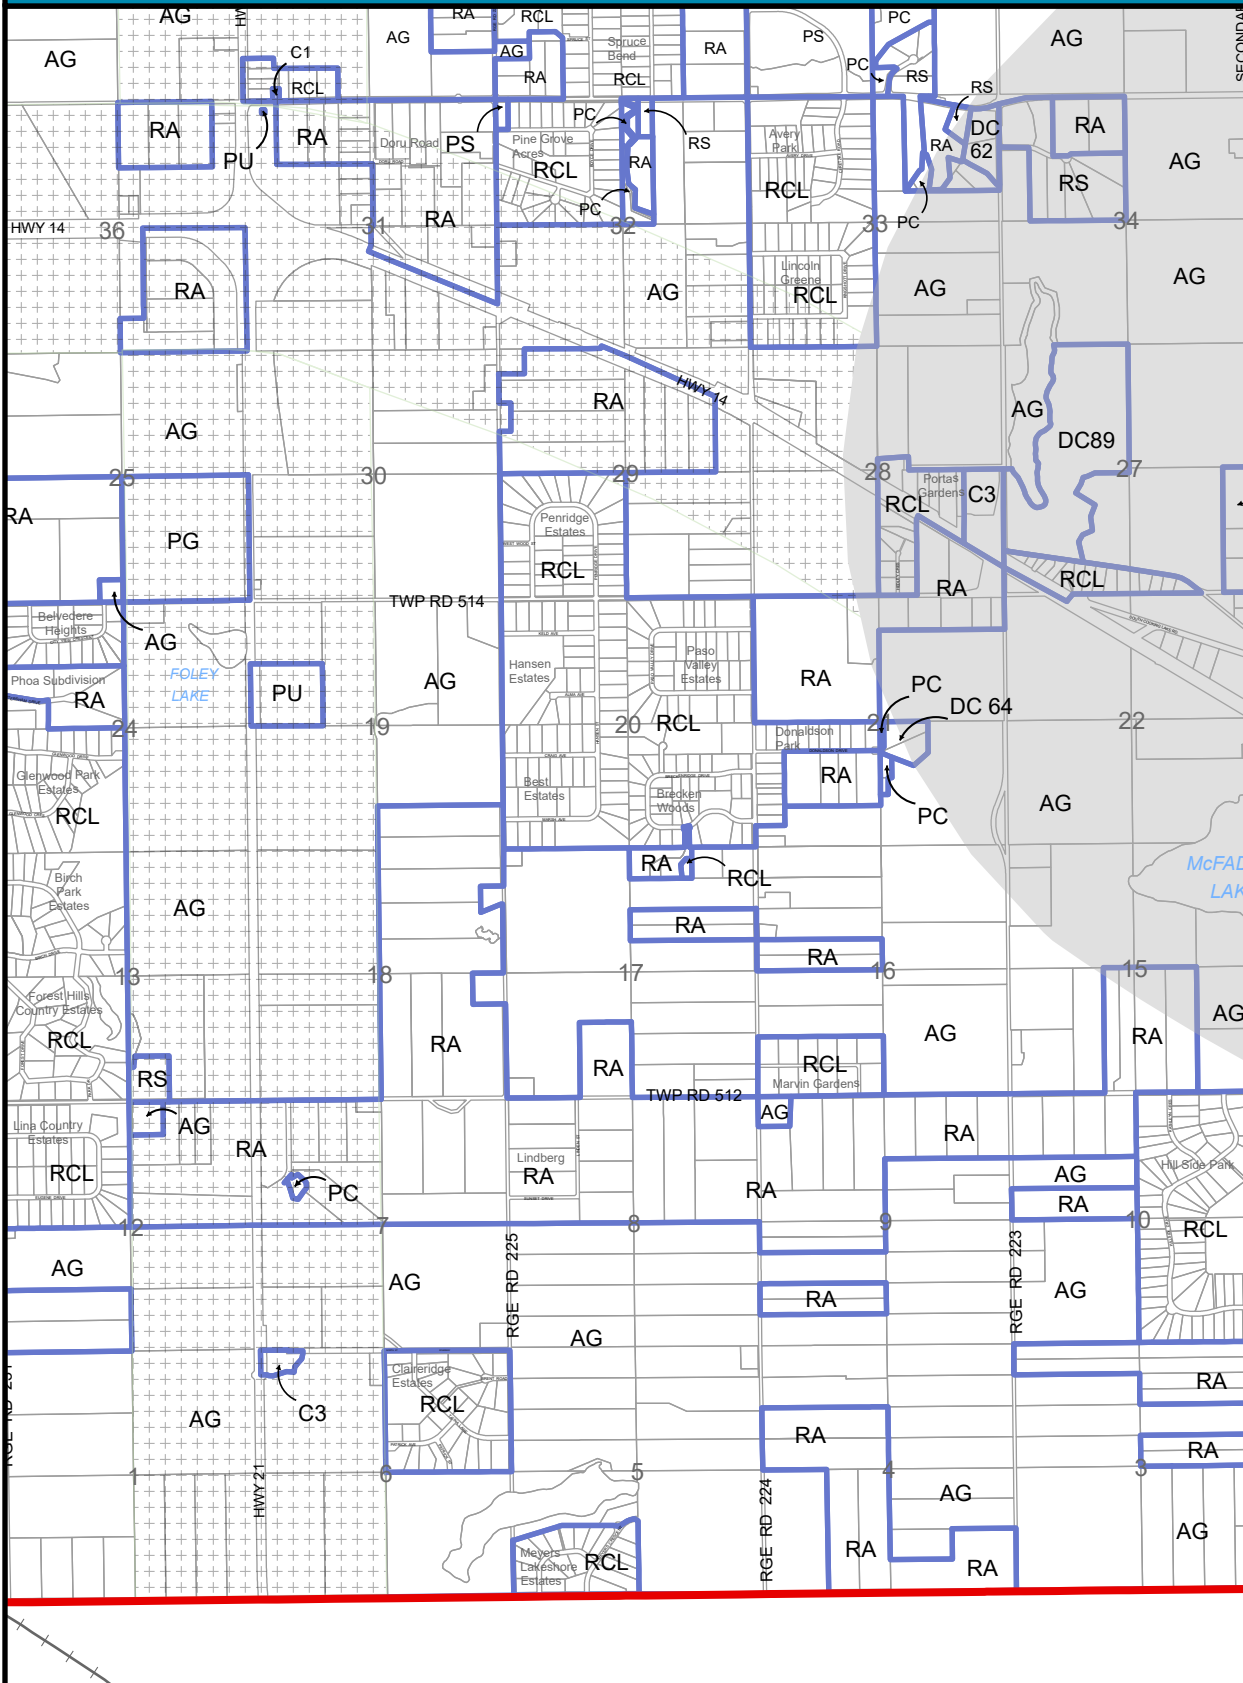 AG
HW
RA
RCL
PC
SECONDAR
AG
AG
PS
AG
C1
AG
Spruce
Bend
RA
PC
RS
RCL
RA
RCL
RS
RA
PU
RA
Doru Road
PS
Pine Grove
Acres
RCL
PC
RS
RA
PC
Avery
Park
RCL
RA
DC
62
RA
RS
AG
PC
HWY 14
36
31
RA
32
33
34
RA
AG
Lincoln
Greene
RCL
AG
AG
HWY 14
RA
AG
AG
DC89
25
30
29
28
27
RA
PG
Penridge
Estates
RCL
Portas
Gardens
RCL
C3
RA
RCL
TWP RD 514
Belvedere
Heights
AG
FOLEY
LAKE
Phoa Subdivision
RA
PU
AG
Hansen
Estates
Paso
Valley
Estates
RA
PC
DC 64
24
19
20
RCL
Donaldson
Park
21
22
Glenwood Park
Estates
RCL
Best
Estates
Brecken
Woods
RA
PC
AG
RA
RCL
McFAD
LAK
Birch
Park
Estates
AG
RA
RA
13
18
17
16
15
Forest Hills
Country Estates
RCL
RS
RA
RA
RCL
Marvin Gardens
AG
RA
AG
TWP RD 512
Lina Country
Estates
RCL
AG
RA
PC
Lindberg
RA
AG
RA
RA
AG
RA
Hill Side Park
RCL
12
7
8
9
10
AG
AG
RGE RD 225
AG
RA
RGE RD 223
AG
C3
AG
Claireridge
Estates
RCL
RA
RA
RA
1
HWY 21
6
5
RGE RD 224
4
3
AG
AG
Meyers
Lakeshore
Estates
RCL
RA
RA